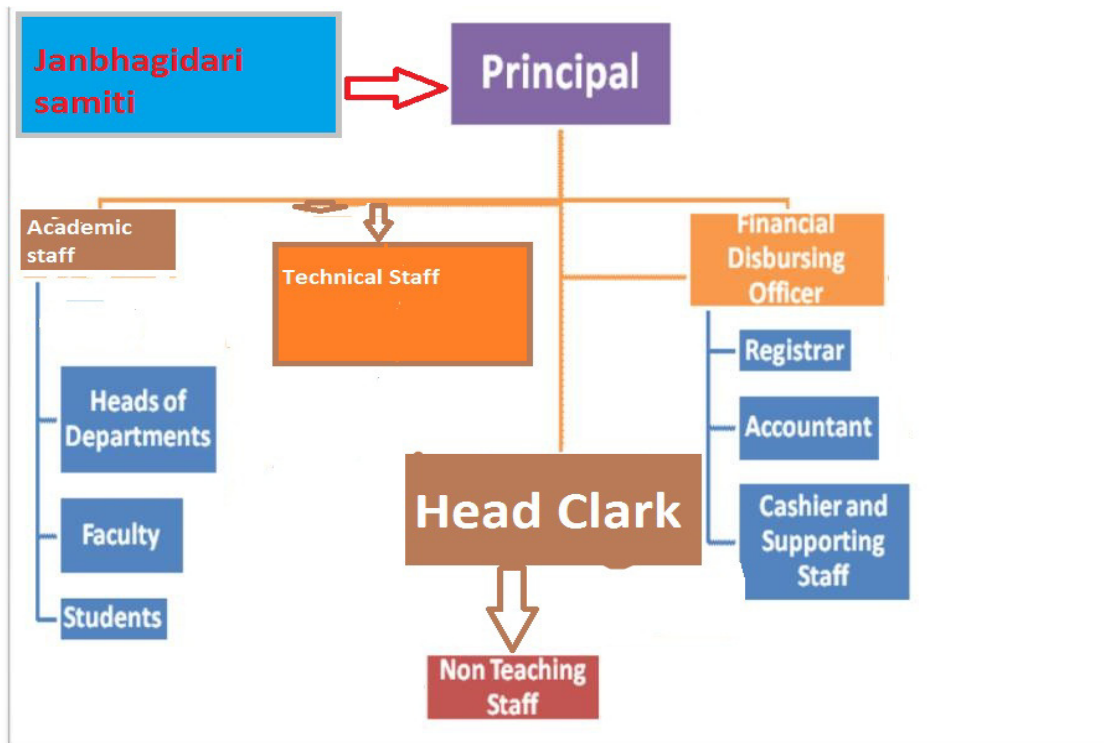 Janbhagidari
samiti
Principal
Academic
staff
Technical Staff
Financial
Disbursing
Officer
Registrar
Heads of
Departments
Accountant
Head Clark
Cashier and
Supporting
Staff
Faculty
Students
Non Teaching
Staff